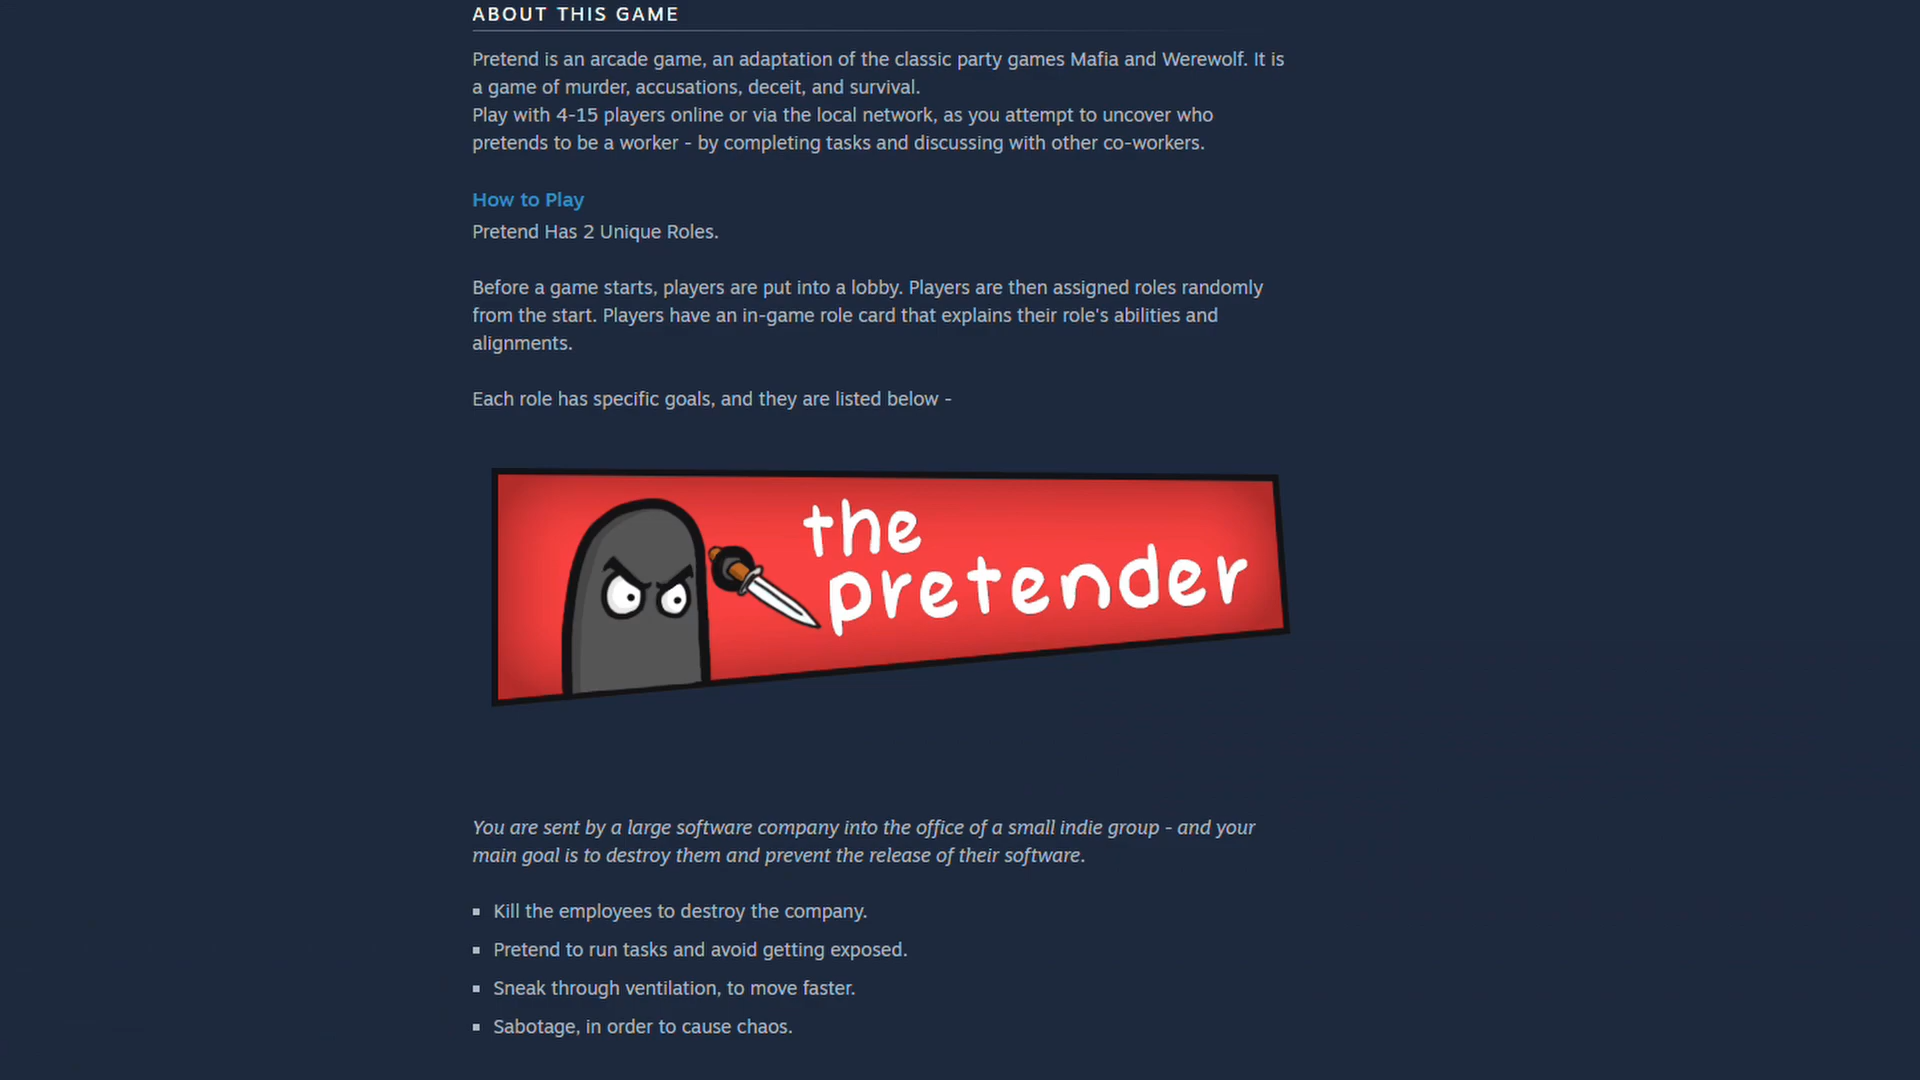 ABOUT THIS GAME
Pretend is an arcade game, an adaptation of the classic party games Mafia and Werewolf. It is
a game of murder, accusations, deceit, and survival.
Play with 4-15 players online or via the local network, as you attempt to uncover who
pretends to be a worker - by completing tasks and discussing with other co-workers.
How to Play
Pretend Has 2 Unique Roles.
Before a game starts, players are put into a lobby. Players are then assigned roles randomly
from the start. Players have an in-game role card that explains their role's abilities and
alignments.
Each role has specific goals, and they are listed below -
the
pretender
You are sent by a large software company into the office of a small indie group - and your
main goal is to destroy them and prevent the release of their software.
Kill the employees to destroy the company.
Pretend to run tasks and avoid getting exposed.
Sneak through ventilation, to move faster.
Sabotage, in order to cause chaos.